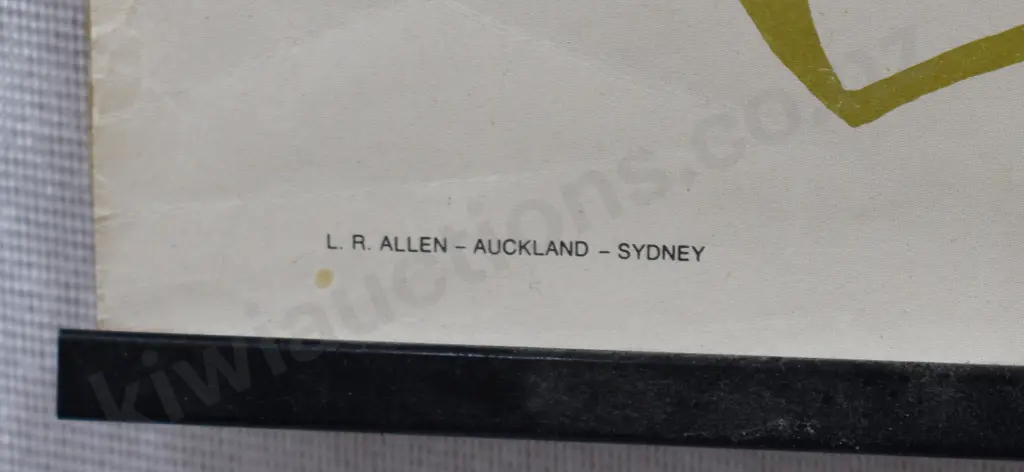 L. R. ALLEN – AUCKLAND – SYDNEY
kiwiauctions.co.nz